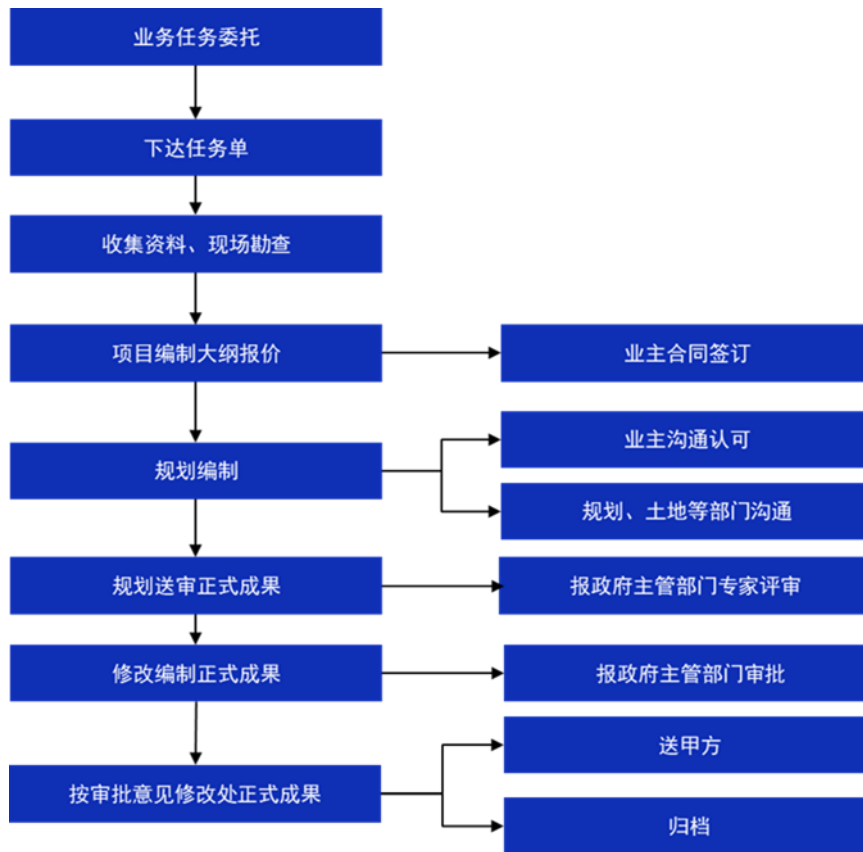 业务任务委托
下达任务单
收集资料、现场勘查
项目编制大纲报价
业主合同签订
规划编制
业主沟通认可
规划、土地等部门沟通
规划送审正式成果
报政府主管部门专家评审
修改编制正式成果
报政府主管部门审批
按审批意见修改处正式成果
送甲方
归档